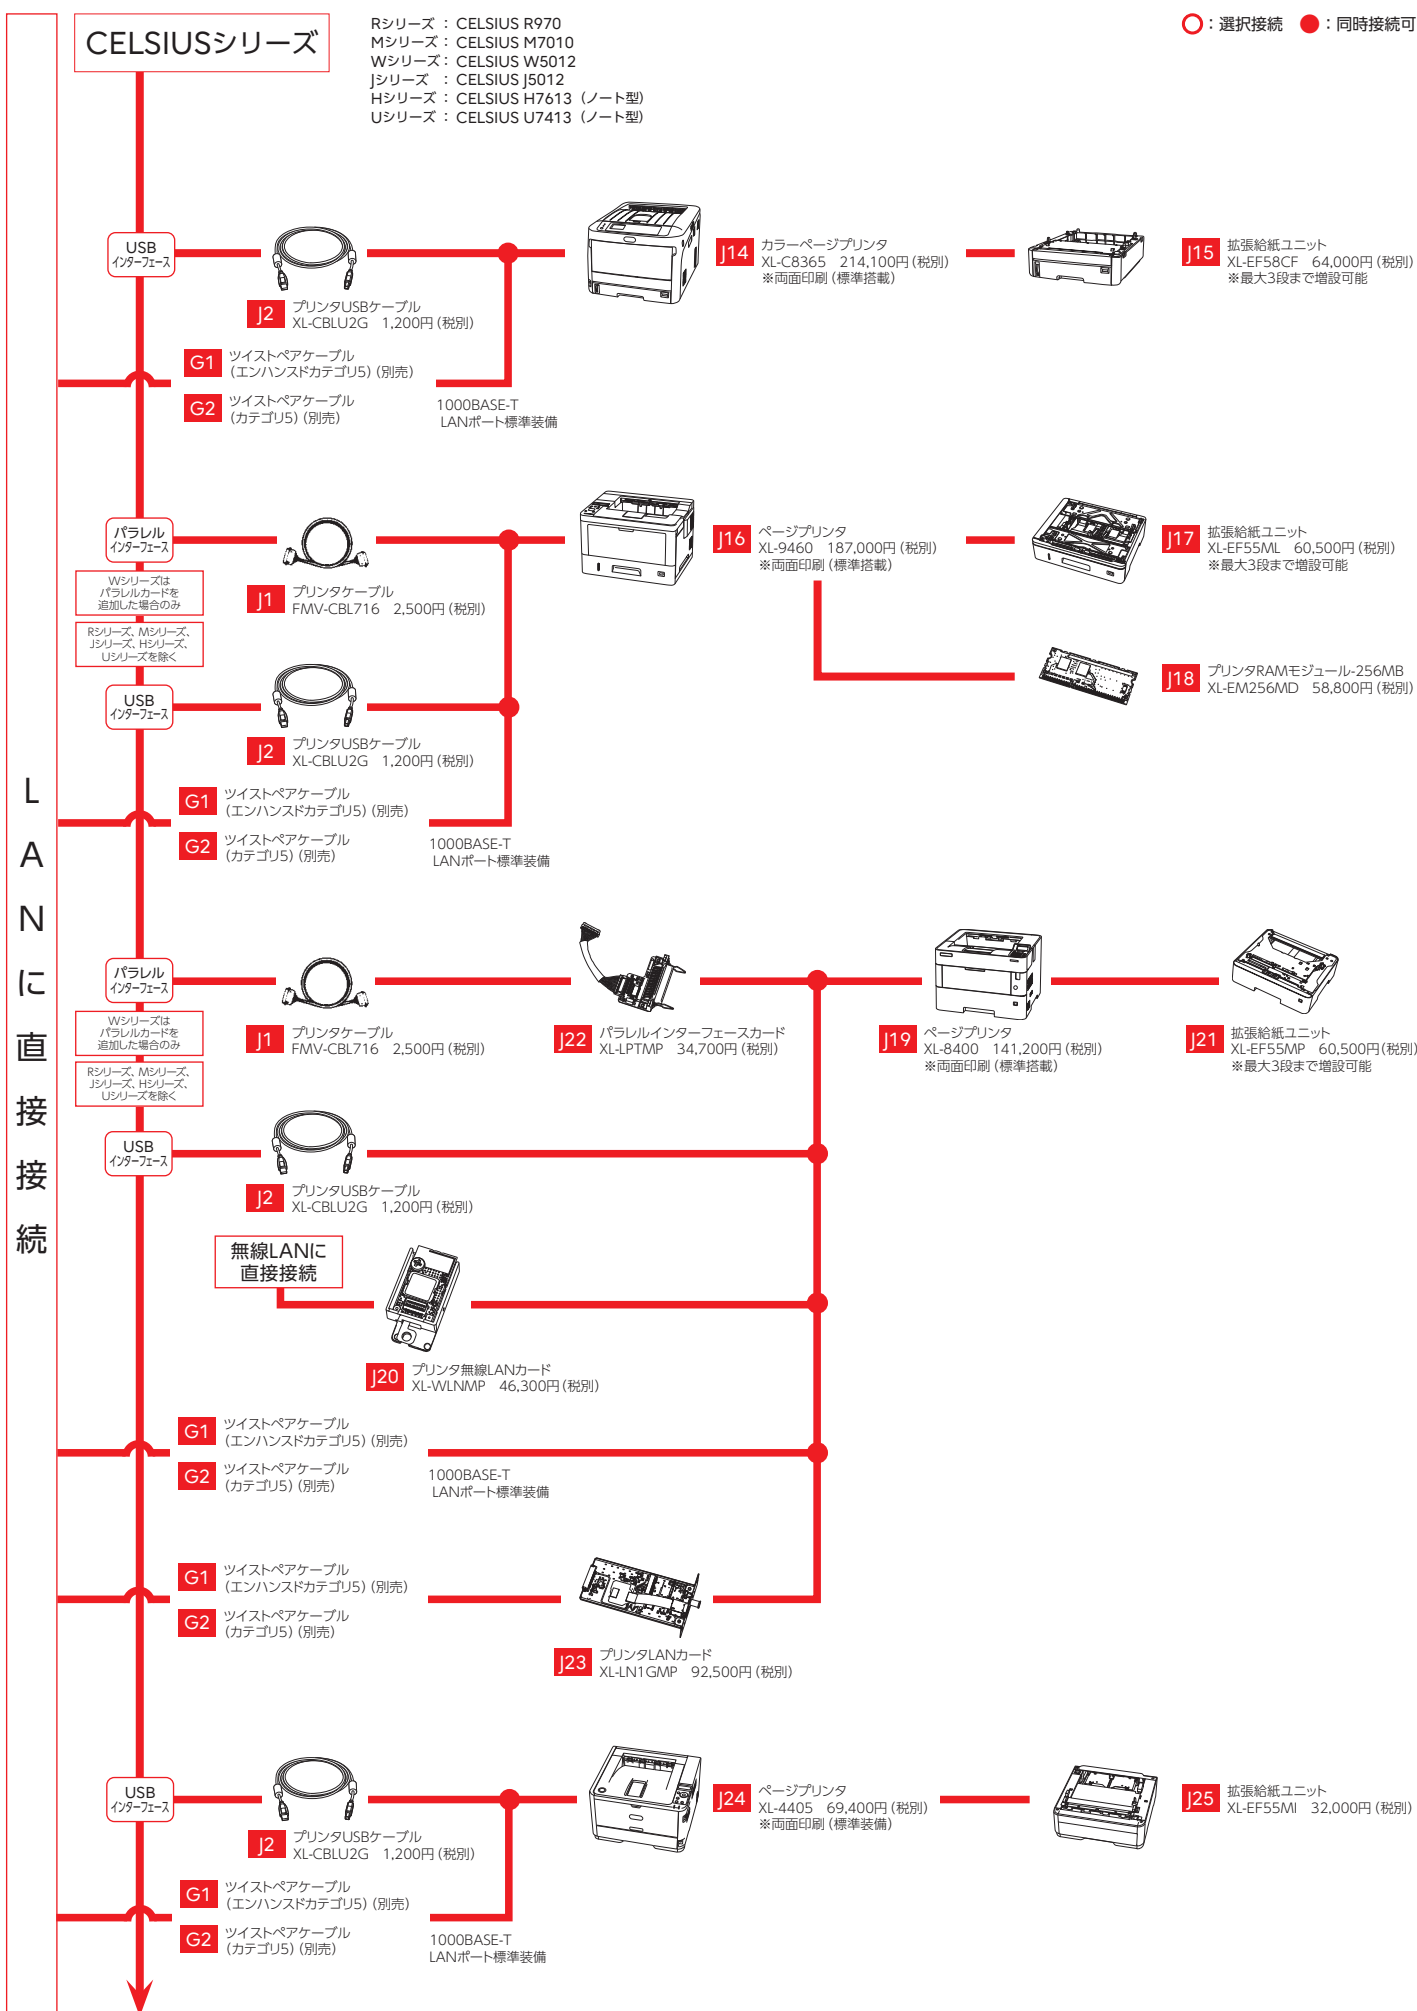 CELSIUSシリーズ
Rシリーズ : CELSIUS R970
Mシリーズ : CELSIUS M7010
Wシリーズ : CELSIUS W5012
Jシリーズ : CELSIUS J5012
Hシリーズ : CELSIUS H7613（ノート型）
Uシリーズ : CELSIUS U7413（ノート型）
：選択接続 ：同時接続可
LANに直接接続
USB
インターフェース
J2 プリンタUSBケーブル
XL-CBLU2G 1,200円（税別）
J14 カラーページプリンタ
XL-C8365 214,100円（税別）
※両面印刷（標準搭載）
J15 拡張給紙ユニット
XL-EF58CF 64,000円（税別）
※最大3段まで増設可能
G1 ツイストペアケーブル
（エンハンスドカテゴリ5）（別売）
G2 ツイストペアケーブル
（カテゴリ5）（別売）
1000BASE-T
LANポート標準装備
パラレル
インターフェース
Wシリーズは
パラレルカードを
追加した場合のみ
Rシリーズ、Mシリーズ、
Jシリーズ、Hシリーズ、
Uシリーズを除く
J1 プリンタケーブル
FMV-CBL716 2,500円（税別）
J16 ページプリンタ
XL-9460 187,000円（税別）
※両面印刷（標準搭載）
J17 拡張給紙ユニット
XL-EF55ML 60,500円（税別）
※最大3段まで増設可能
J18 プリンタRAMモジュール-256MB
XL-EM256MD 58,800円（税別）
USB
インターフェース
J2 プリンタUSBケーブル
XL-CBLU2G 1,200円（税別）
G1 ツイストペアケーブル
（エンハンスドカテゴリ5）（別売）
G2 ツイストペアケーブル
（カテゴリ5）（別売）
1000BASE-T
LANポート標準装備
パラレル
インターフェース
Wシリーズは
パラレルカードを
追加した場合のみ
Rシリーズ、Mシリーズ、
Jシリーズ、Hシリーズ、
Uシリーズを除く
J1 プリンタケーブル
FMV-CBL716 2,500円（税別）
J22 パラレルインターフェースカード
XL-LPTMP 34,700円（税別）
J19 ページプリンタ
XL-8400 141,200円（税別）
※両面印刷（標準搭載）
J21 拡張給紙ユニット
XL-EF55MP 60,500円（税別）
※最大3段まで増設可能
USB
インターフェース
J2 プリンタUSBケーブル
XL-CBLU2G 1,200円（税別）
無線LANに
直接接続
J20 プリンタ無線LANカード
XL-WLNMP 46,300円（税別）
G1 ツイストペアケーブル
（エンハンスドカテゴリ5）（別売）
G2 ツイストペアケーブル
（カテゴリ5）（別売）
1000BASE-T
LANポート標準装備
G1 ツイストペアケーブル
（エンハンスドカテゴリ5）（別売）
G2 ツイストペアケーブル
（カテゴリ5）（別売）
J23 プリンタLANカード
XL-LN1GMP 92,500円（税別）
USB
インターフェース
J2 プリンタUSBケーブル
XL-CBLU2G 1,200円（税別）
J24 ページプリンタ
XL-4405 69,400円（税別）
※両面印刷（標準装備）
J25 拡張給紙ユニット
XL-EF55MI 32,000円（税別）
G1 ツイストペアケーブル
（エンハンスドカテゴリ5）（別売）
G2 ツイストペアケーブル
（カテゴリ5）（別売）
1000BASE-T
LANポート標準装備